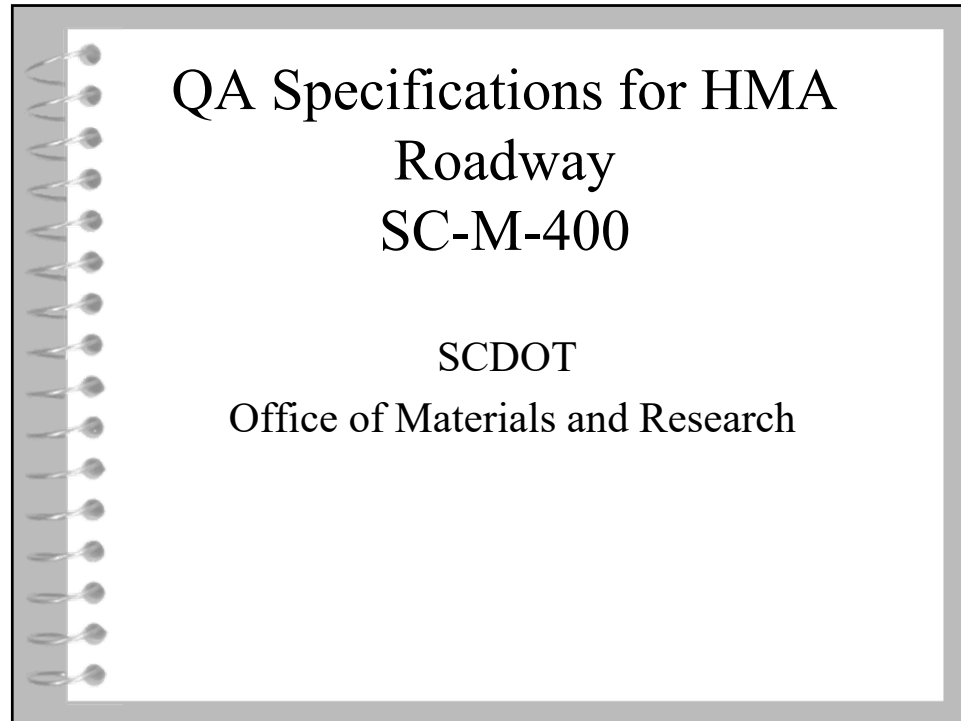 QA Specifications for HMA
Roadway
SC-M-400
SCDOT
Office of Materials and Research